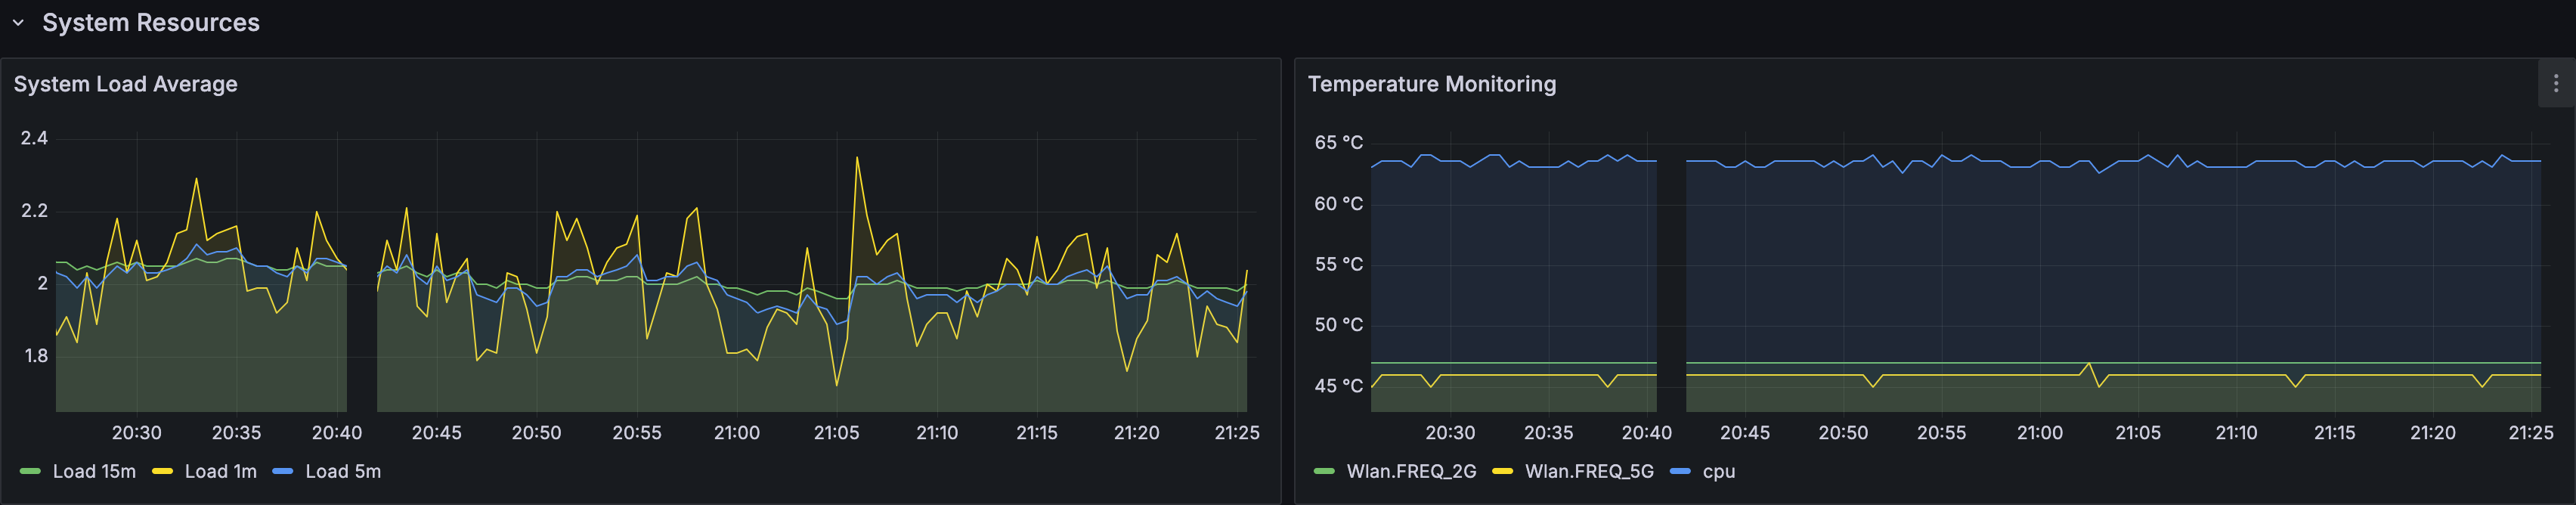 System Resources
System Load Average
2.4
2.2
2
1.8
20:30 20:35 20:40 20:45 20:50 20:55 21:00 21:05 21:10 21:15 21:20 21:25
Load 15m Load 1m Load 5m
Temperature Monitoring
65 °C
60 °C
55 °C
50 °C
45 °C
20:30 20:35 20:40 20:45 20:50 20:55 21:00 21:05 21:10 21:15 21:20 21:25
Wlan.FREQ_2G Wlan.FREQ_5G cpu